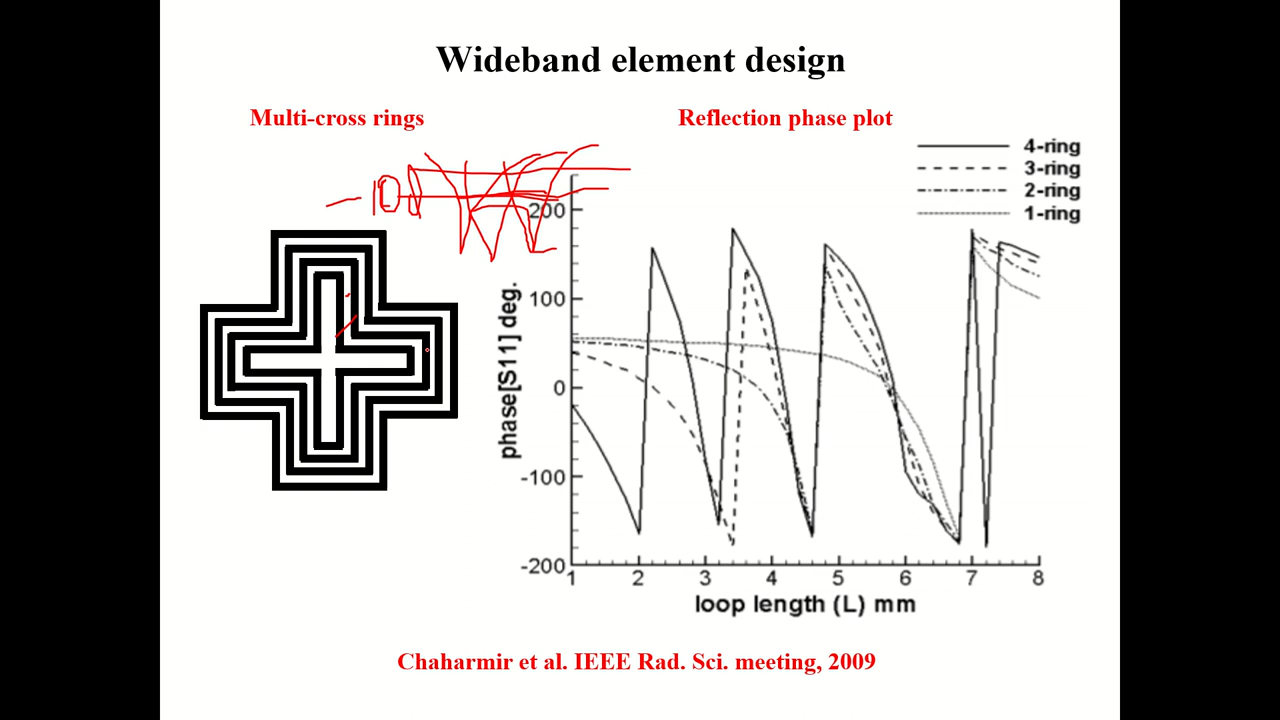 Wideband element design
Multi-cross rings
Reflection phase plot
4-ring
3-ring
2-ring
1-ring
-10
phase[S11] deg.
200
100
0
-100
-200
1 2 3 4 5 6 7 8
loop length (L) mm
Chaharmir et al. IEEE Rad. Sci. meeting, 2009